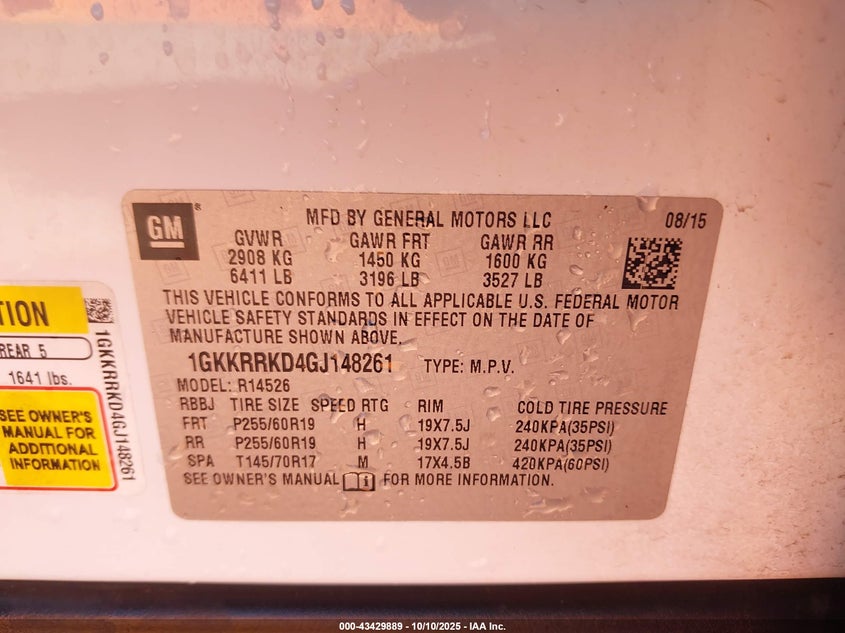 GM
®
MFD BY GENERAL MOTORS LLC 08/15
GVWR GAWR FRT GAWR RR
2908 KG 1450 KG 1600 KG
6411 LB 3196 LB 3527 LB
THIS VEHICLE CONFORMS TO ALL APPLICABLE U.S. FEDERAL MOTOR
VEHICLE SAFETY STANDARDS IN EFFECT ON THE DATE OF
MANUFACTURE SHOWN ABOVE.
1GKKRRKD4GJ148261 TYPE: M.P.V.
MODEL: R14526
RBBJ TIRE SIZE SPEED RTG RIM COLD TIRE PRESSURE
FRT P255/60R19 H 19X7.5J 240KPA(35PSI)
RR P255/60R19 H 19X7.5J 240KPA(35PSI)
SPA T145/70R17 M 17X4.5B 420KPA(60PSI)
SEE OWNER'S MANUAL i FOR MORE INFORMATION.
REAR 5
1641 lbs.
SEE OWNER'S
MANUAL FOR
ADDITIONAL
INFORMATION
1GKKRRKD4GJ148261
000-43429889 - 10/10/2025 - IAA Inc.